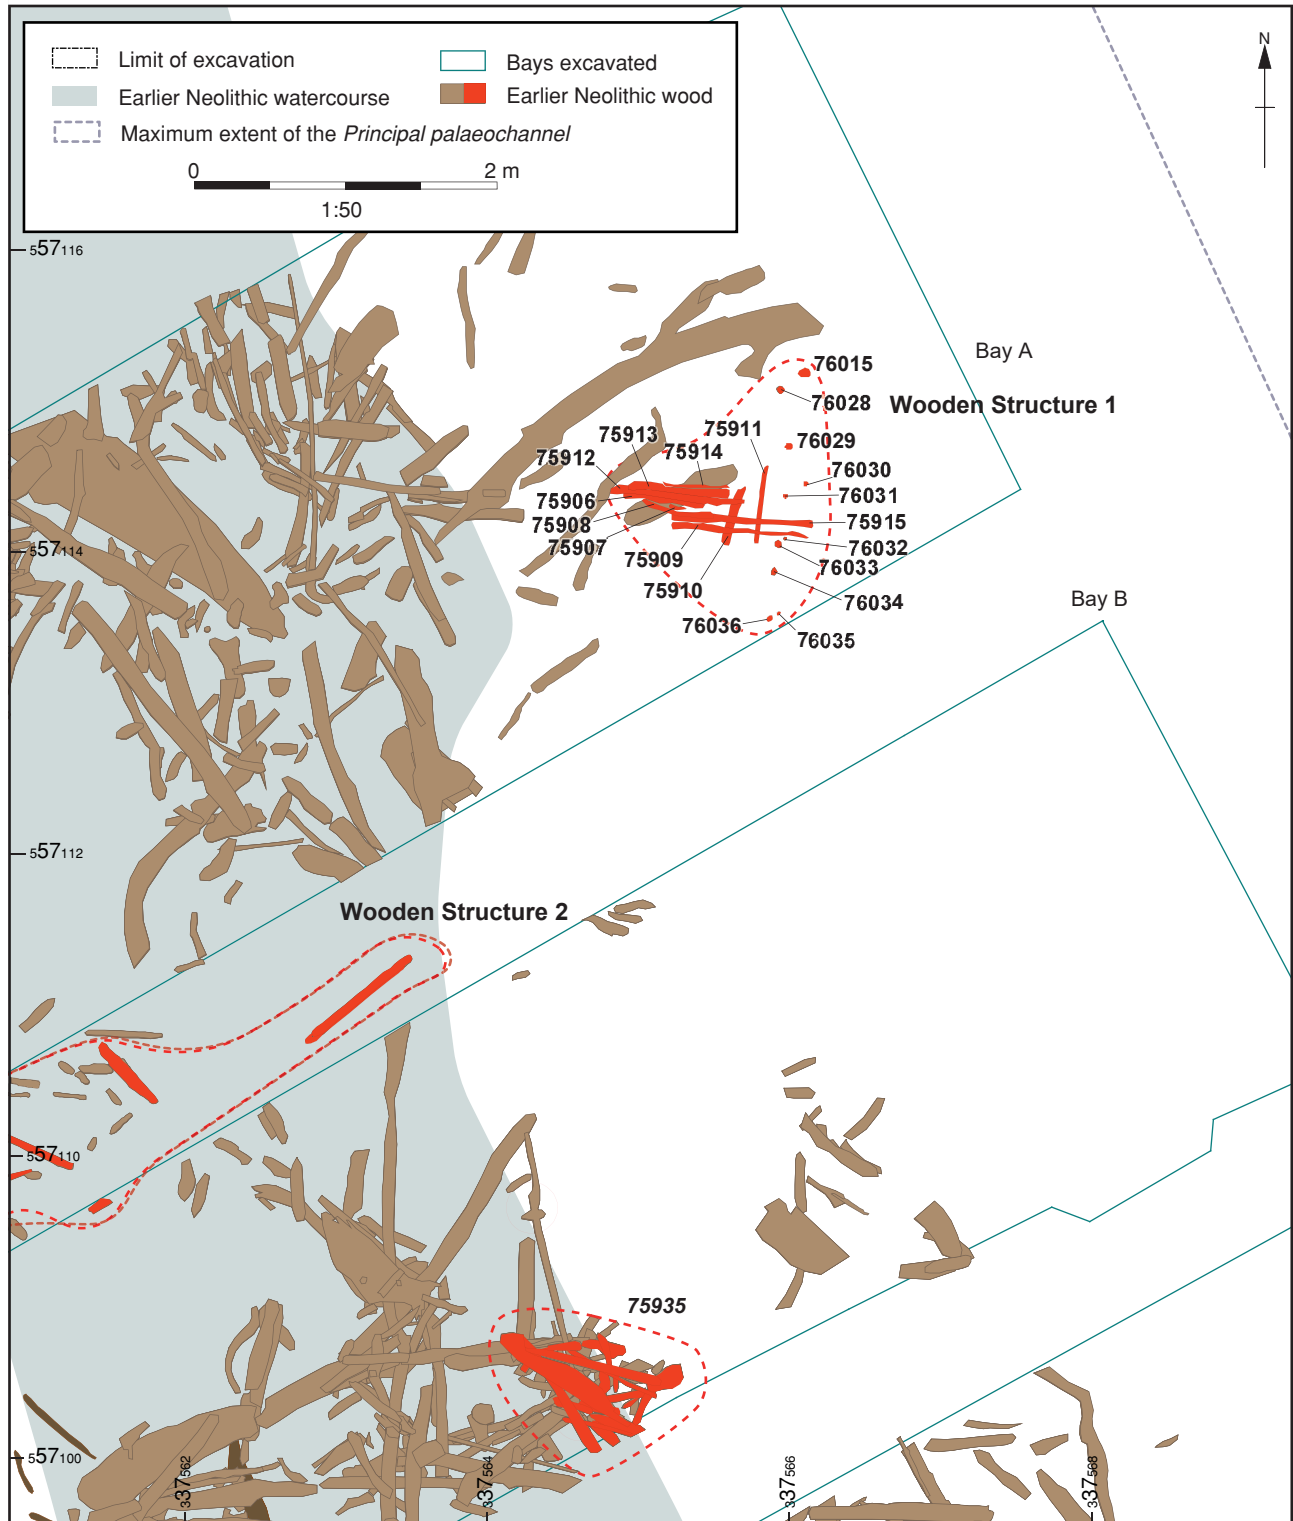 Limit of excavation
Bays excavated
Earlier Neolithic watercourse
Earlier Neolithic wood
Maximum extent of the Principal palaeochannel
0 2 m
1:50
N
557116
Bay A
76015
76028
Wooden Structure 1
75911
75913
76029
75914
75912
76030
76031
75906
75915
75908
75907
76032
557114
75909
76033
75910
76034
Bay B
76036
76035
557112
Wooden Structure 2
557110
75935
557100
337562
337564
337566
337568